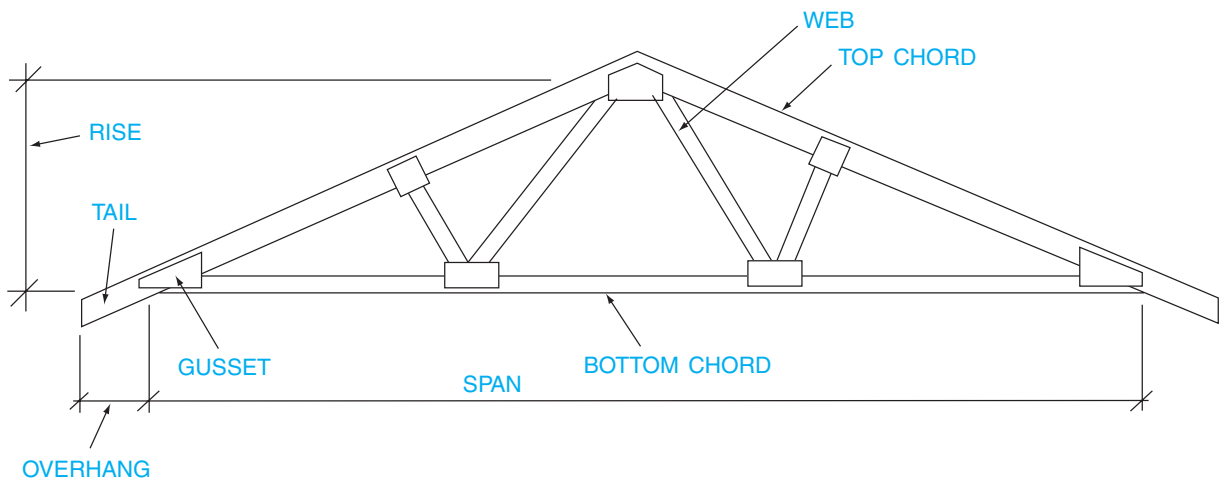 WEB
TOP CHORD
RISE
TAIL
GUSSET
BOTTOM CHORD
SPAN
OVERHANG